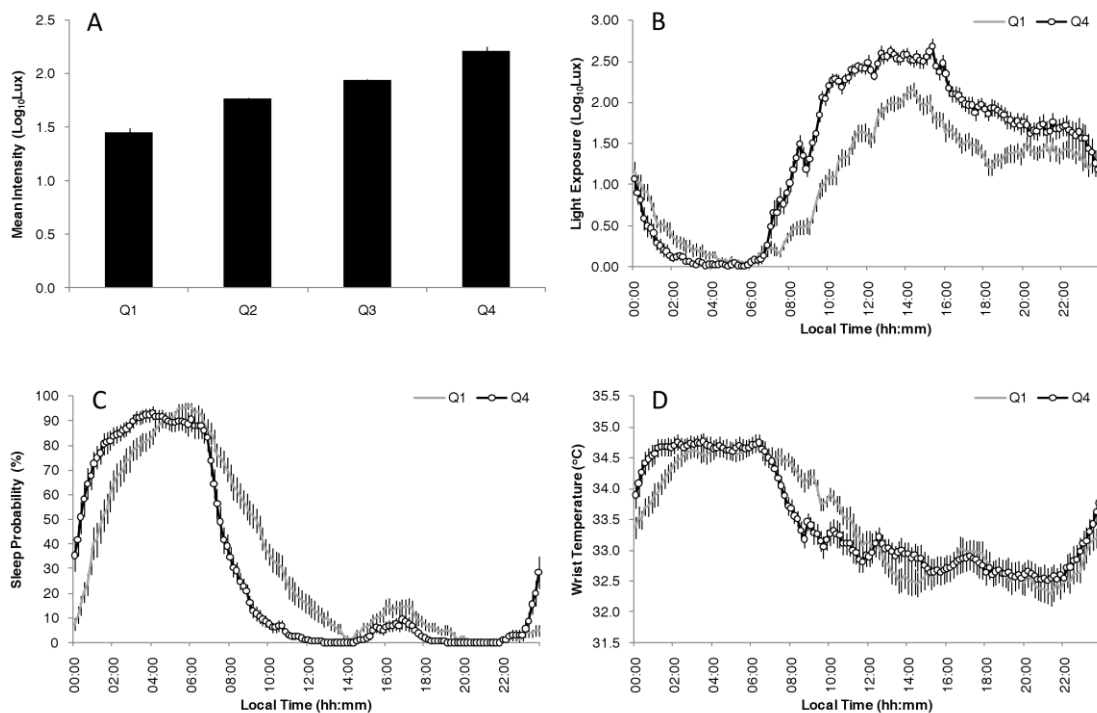 A
Mean Intensity (Log₁₀Lux)
2.5
2.0
1.5
1.0
0.5
0.0
Q1 Q2 Q3 Q4
B
Q1 Q4
Light Exposure (Log₁₀Lux)
3.00
2.50
2.00
1.50
1.00
0.50
0.00
00:00 02:00 04:00 06:00 08:00 10:00 12:00 14:00 16:00 18:00 20:00 22:00
Local Time (hh:mm)
C
Q1 Q4
Sleep Probability (%)
100
90
80
70
60
50
40
30
20
10
0
00:00 02:00 04:00 06:00 08:00 10:00 12:00 14:00 16:00 18:00 20:00 22:00
Local Time (hh:mm)
D
Q1 Q4
Wrist Temperature (°C)
35.5
35.0
34.5
34.0
33.5
33.0
32.5
32.0
31.5
00:00 02:00 04:00 06:00 08:00 10:00 12:00 14:00 16:00 18:00 20:00 22:00
Local Time (hh:mm)